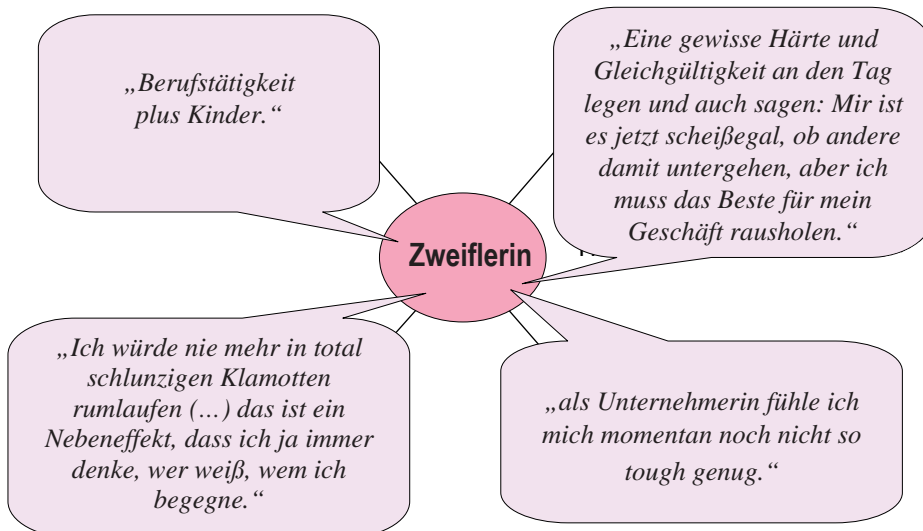 „Berufstätigkeit
plus Kinder.“
„Eine gewisse Härte und
Gleichgültigkeit an den Tag
legen und auch sagen: Mir ist
es jetzt scheißegal, ob andere
damit untergehen, aber ich
muss das Beste für mein
Geschäft rausholen.“
Zweiflerin
„Ich würde nie mehr in total
schlunzigen Klamotten
rumlaufen (…) das ist ein
Nebeneffekt, dass ich ja immer
denke, wer weiß, wem ich
begegne.“
„als Unternehmerin fühle ich
mich momentan noch nicht so
tough genug.“